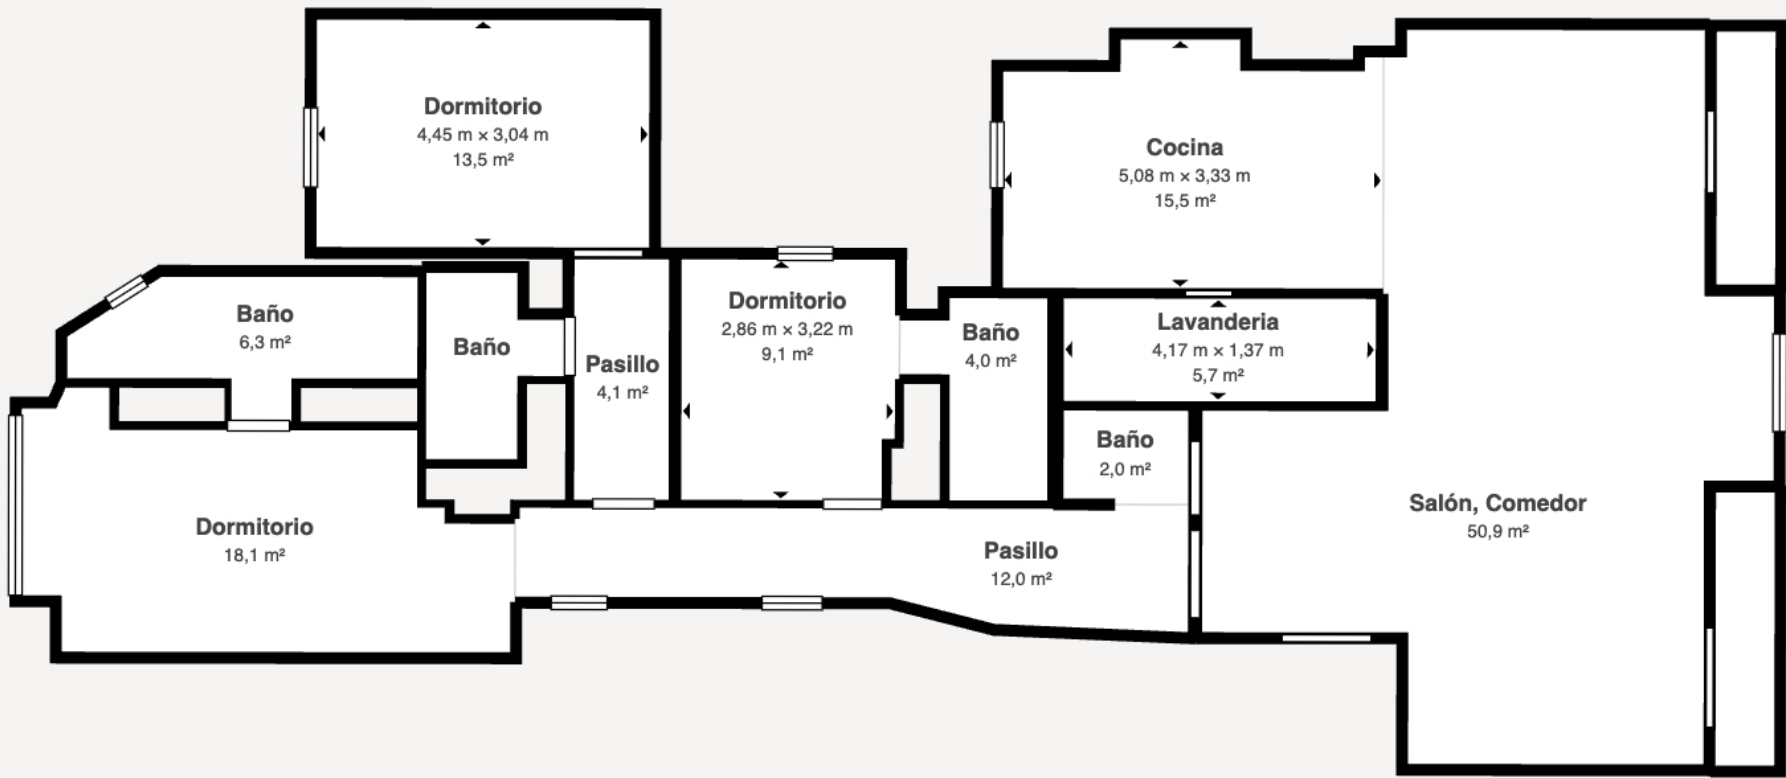 Dormitorio
4,45 m × 3,04 m
13,5 m²
Cocina
5,08 m × 3,33 m
15,5 m²
Baño
6,3 m²
Baño
Pasillo
4,1 m²
Dormitorio
2,86 m × 3,22 m
9,1 m²
Baño
4,0 m²
Lavanderia
4,17 m × 1,37 m
5,7 m²
Baño
2,0 m²
Salón, Comedor
50,9 m²
Dormitorio
18,1 m²
Pasillo
12,0 m²